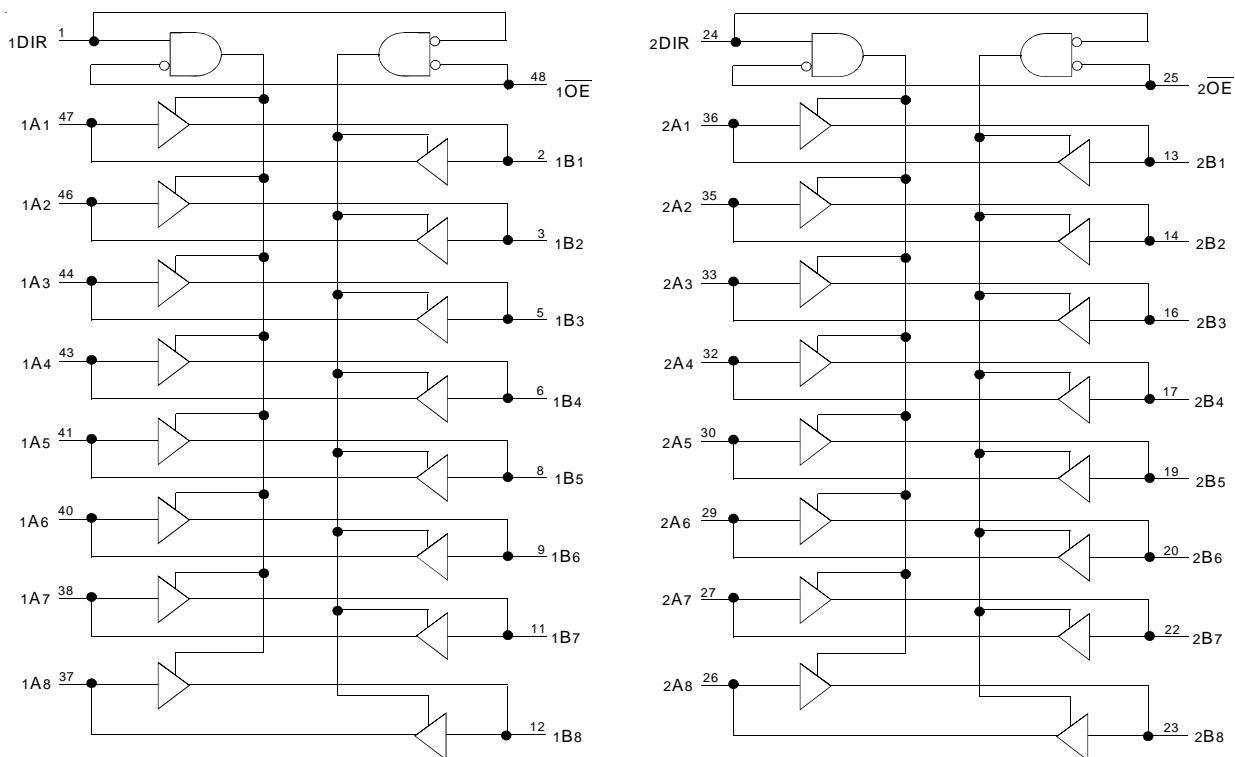 1DIR 1 24 2DIR
48 1OE 25 2OE
1A1 47 2A1 36
2 1B1 13 2B1
1A2 46 2A2 35
3 1B2 14 2B2
1A3 44 2A3 33
5 1B3 16 2B3
1A4 43 2A4 32
6 1B4 17 2B4
1A5 41 2A5 30
8 1B5 19 2B5
1A6 40 2A6 29
9 1B6 20 2B6
1A7 38 2A7 27
11 1B7 22 2B7
1A8 37 2A8 26
12 1B8 23 2B8